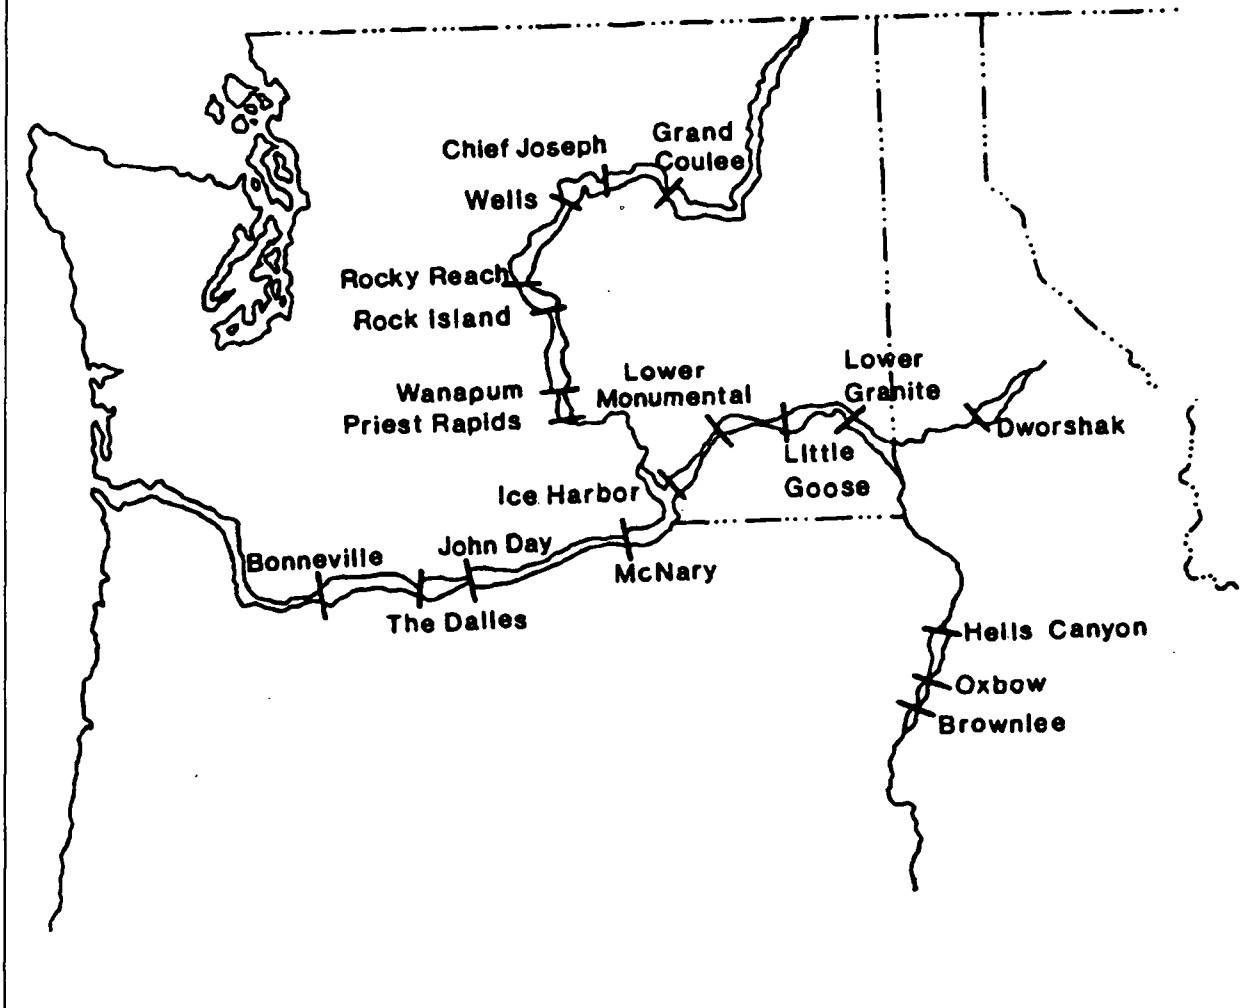 Grand
Coulee
Chief Joseph
Wells
Rocky Reach
Rock Island
Wanapum
Priest Rapids
Lower
Monumental
Lower
Granite
Little
Goose
Dworshak
Ice Harbor
McNary
John Day
Bonneville
The Dalles
Hells Canyon
Oxbow
Brownlee